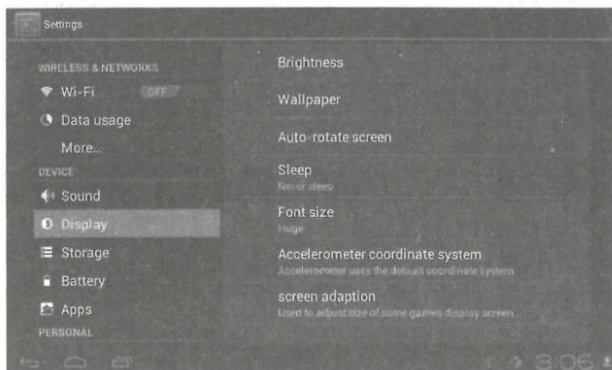 Settings
WIRELESS & NETWORKS
Wi-Fi OFF
Data usage
More...
DEVICE
Sound
Display
Storage
Battery
Apps
PERSONAL
Brightness
Wallpaper
Auto-rotate screen
Sleep
Never sleep
Font size
Huge
Accelerometer coordinate system
Accelerometer uses the default coordinate system
screen adaption
Used to adjust size of some games display screen
3:06